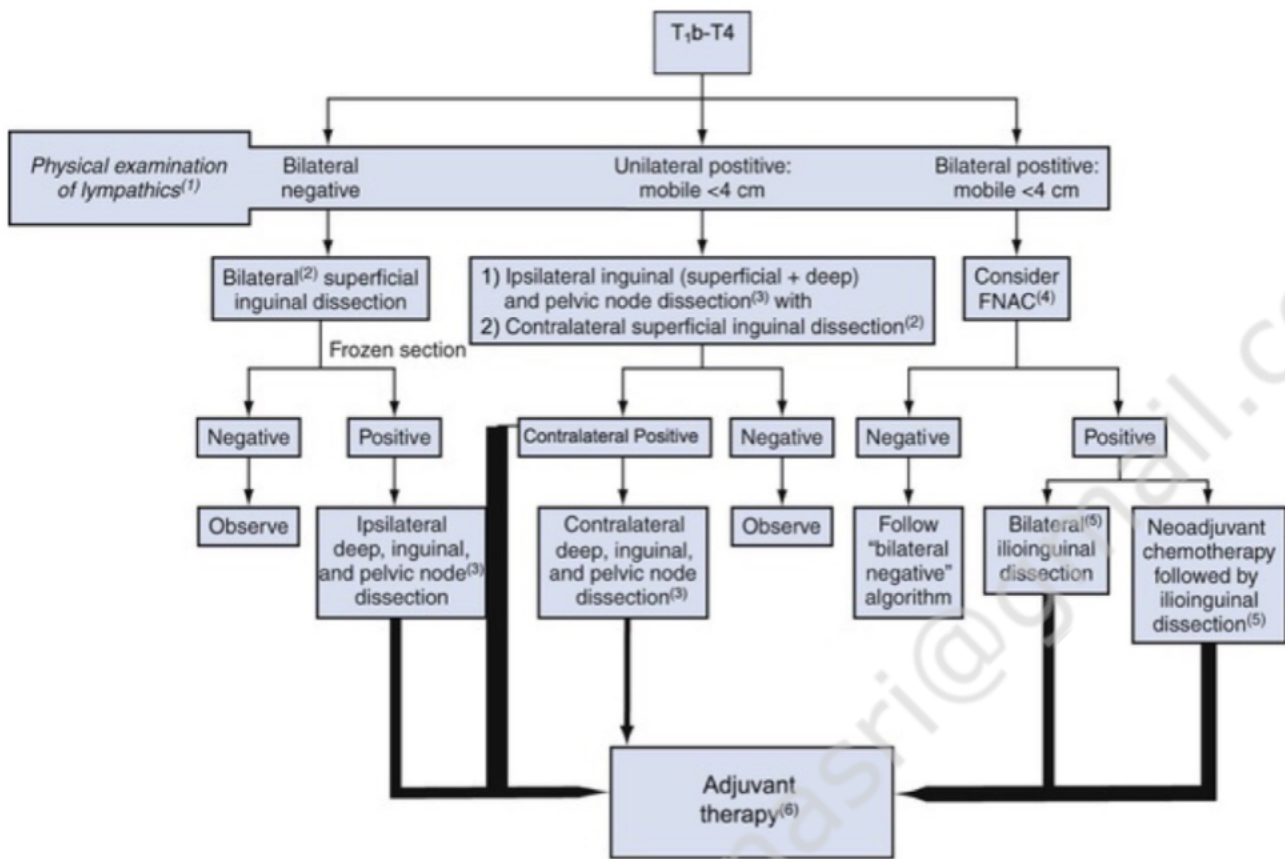 T₁b-T4
Physical examination
of lympathics(1)
Bilateral
negative
Unilateral postitive:
mobile <4 cm
Bilateral postitive:
mobile <4 cm
Bilateral(2) superficial
inguinal dissection
1) Ipsilateral inguinal (superficial + deep)
and pelvic node dissection(3) with
2) Contralateral superficial inguinal dissection(2)
Consider
FNAC(4)
Frozen section
Negative
Positive
Contralateral Positive
Negative
Negative
Positive
Observe
Ipsilateral
deep, inguinal,
and pelvic node(3)
dissection
Contralateral
deep, inguinal,
and pelvic node
dissection(3)
Observe
Follow
"bilateral
negative"
algorithm
Bilateral(5)
ilioinguinal
dissection
Neoadjuvant
chemotherapy
followed by
ilioinguinal
dissection(5)
Adjuvant
therapy(6)